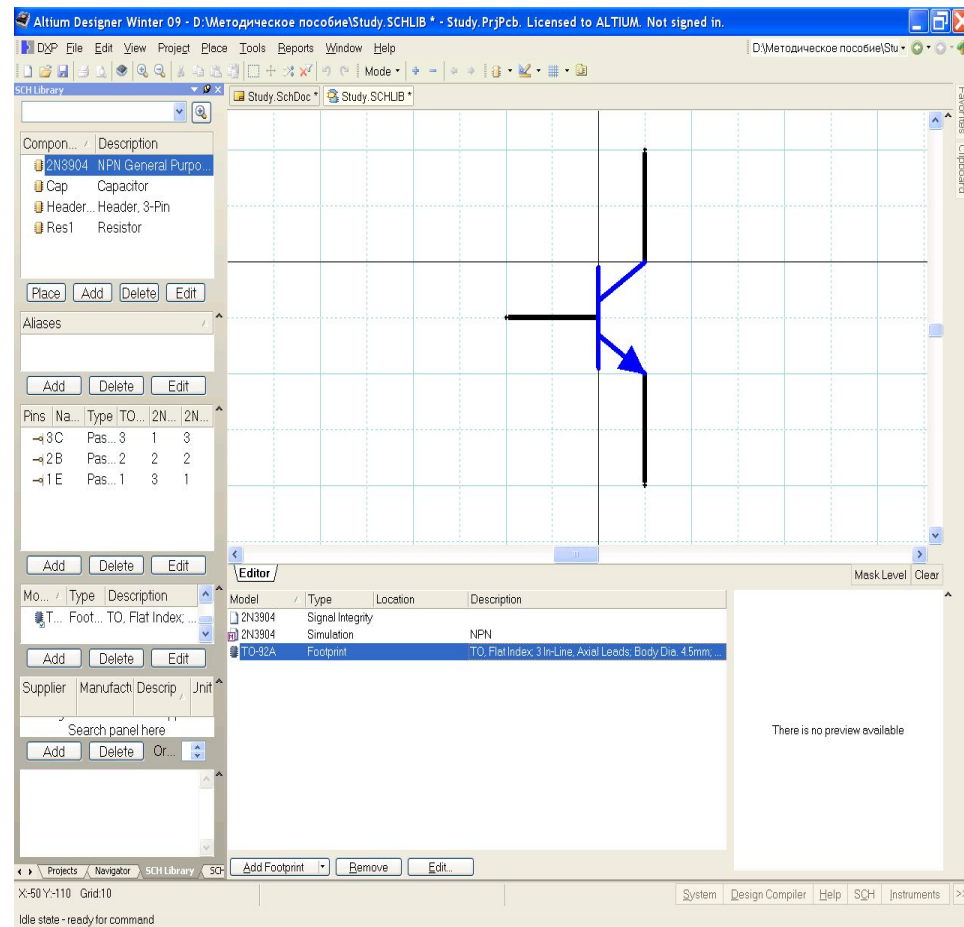 Altium Designer Winter 09 - D:\Методическое пособие\Study.SCHLIB * - Study.PrjPcb. Licensed to ALTIUM. Not signed in.
DXP File Edit View Project Place Tools Reports Window Help D:\Методическое пособие\Stu
Mode
SCH Library
Study.SchDoc * Study.SCHLIB *
Favorites
Clipboard
Compon... Description
2N3904 NPN General Purpo...
Cap Capacitor
Header... Header, 3-Pin
Res1 Resistor
Place Add Delete Edit
Aliases
Add Delete Edit
Pins Na... Type TO... 2N... 2N...
3 C Pas... 3 1 3
2 B Pas... 2 2 2
1 E Pas... 1 3 1
Add Delete Edit
Editor
Mask Level Clear
Mo... Type Description
T... Foot... TO, Flat Index; ...
Add Delete Edit
Model Type Location Description
2N3904 Signal Integrity
2N3904 Simulation NPN
TO-92A Footprint TO, Flat Index; 3 In-Line, Axial Leads; Body Dia. 4.5mm; ...
There is no preview available
Supplier Manufact Descrip Unit
Search panel here
Add Delete Or...
Projects Navigator SCH Library SCH
Add Footprint Remove Edit...
X:-50 Y:-110 Grid:10
System Design Compiler Help SCH Instruments >>
Idle state - ready for command